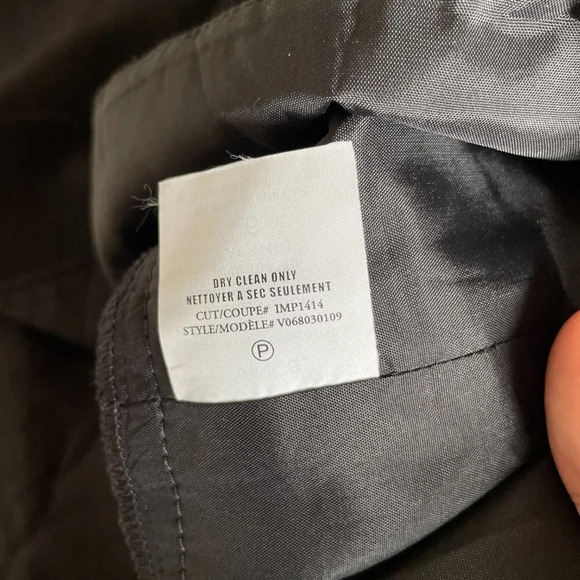 DRY CLEAN ONLY
NETTOYER A SEC SEULEMENT
CUT/COUPE# IMP1414
STYLE/MODÈLE# V068030109
P